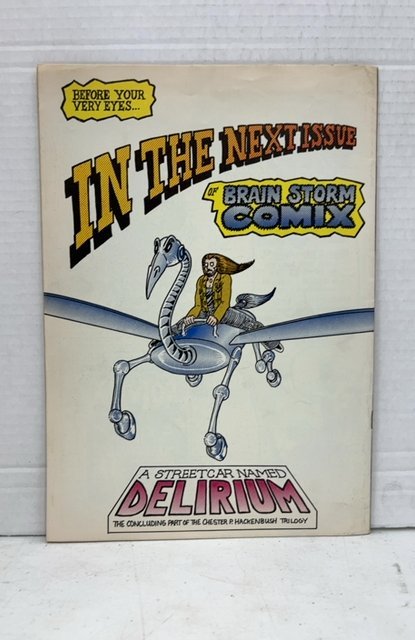 BEFORE YOUR
VERY EYES...
IN THE NEXT ISSUE
OF BRAIN STORM
COMIX
A STREETCAR NAMED
DELIRIUM
THE CONCLUDING PART OF THE CHESTER P. HACKENBUSH TRILOGY